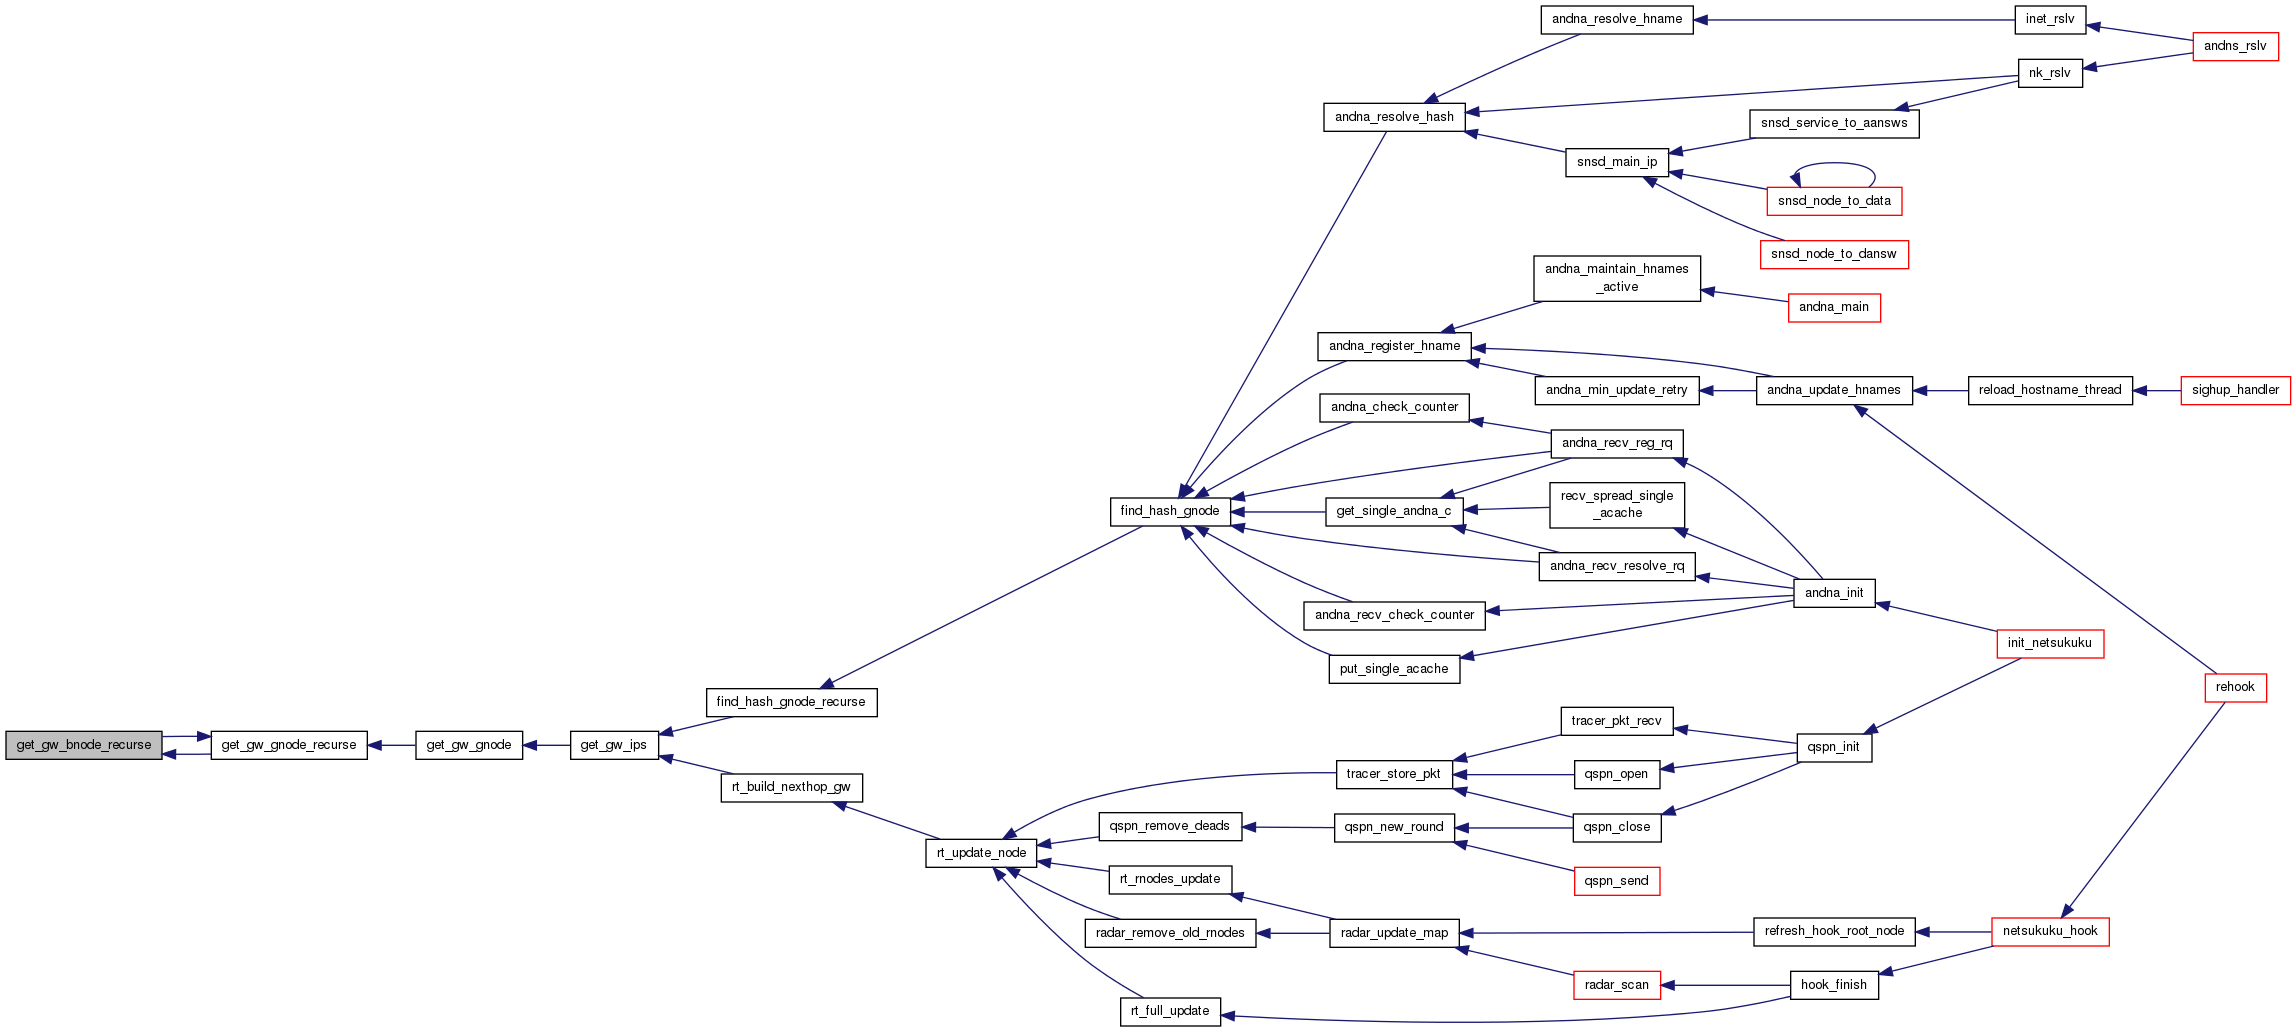 andna_resolve_hname
inet_rslv
andns_rslv
nk_rslv
andna_resolve_hash
snsd_service_to_aansws
snsd_main_ip
snsd_node_to_data
snsd_node_to_dansw
andna_maintain_hnames
_active
andna_main
andna_register_hname
andna_min_update_retry
andna_update_hnames
reload_hostname_thread
sighup_handler
andna_check_counter
andna_recv_reg_rq
find_hash_gnode
get_single_andna_c
recv_spread_single
_acache
andna_recv_resolve_rq
andna_init
andna_recv_check_counter
init_netsukuku
put_single_acache
rehook
find_hash_gnode_recurse
tracer_pkt_recv
get_gw_bnode_recurse
get_gw_gnode_recurse
get_gw_gnode
get_gw_ips
qspn_init
tracer_store_pkt
qspn_open
rt_build_nexthop_gw
qspn_remove_deads
qspn_new_round
qspn_close
rt_update_node
rt_rnodes_update
qspn_send
radar_remove_old_rnodes
radar_update_map
refresh_hook_root_node
netsukuku_hook
radar_scan
hook_finish
rt_full_update